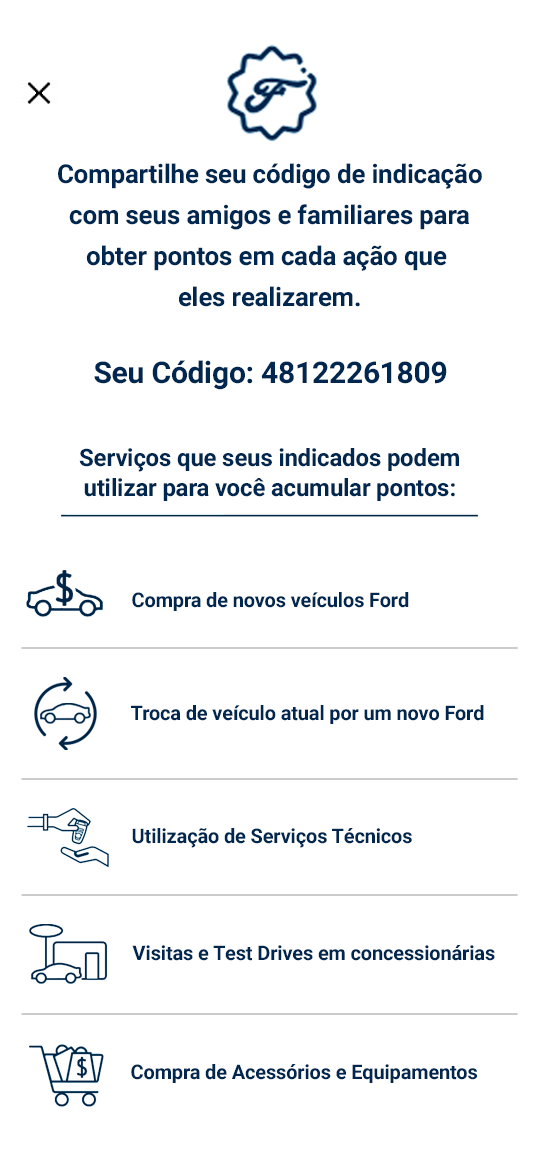 Compartilhe seu código de indicação
com seus amigos e familiares para
obter pontos em cada ação que
eles realizarem.
Seu Código: 48122261809
Serviços que seus indicados podem
utilizar para você acumular pontos:
$
Compra de novos veículos Ford
Troca de veículo atual por um novo Ford
Utilização de Serviços Técnicos
Visitas e Test Drives em concessionárias
$
Compra de Acessórios e Equipamentos